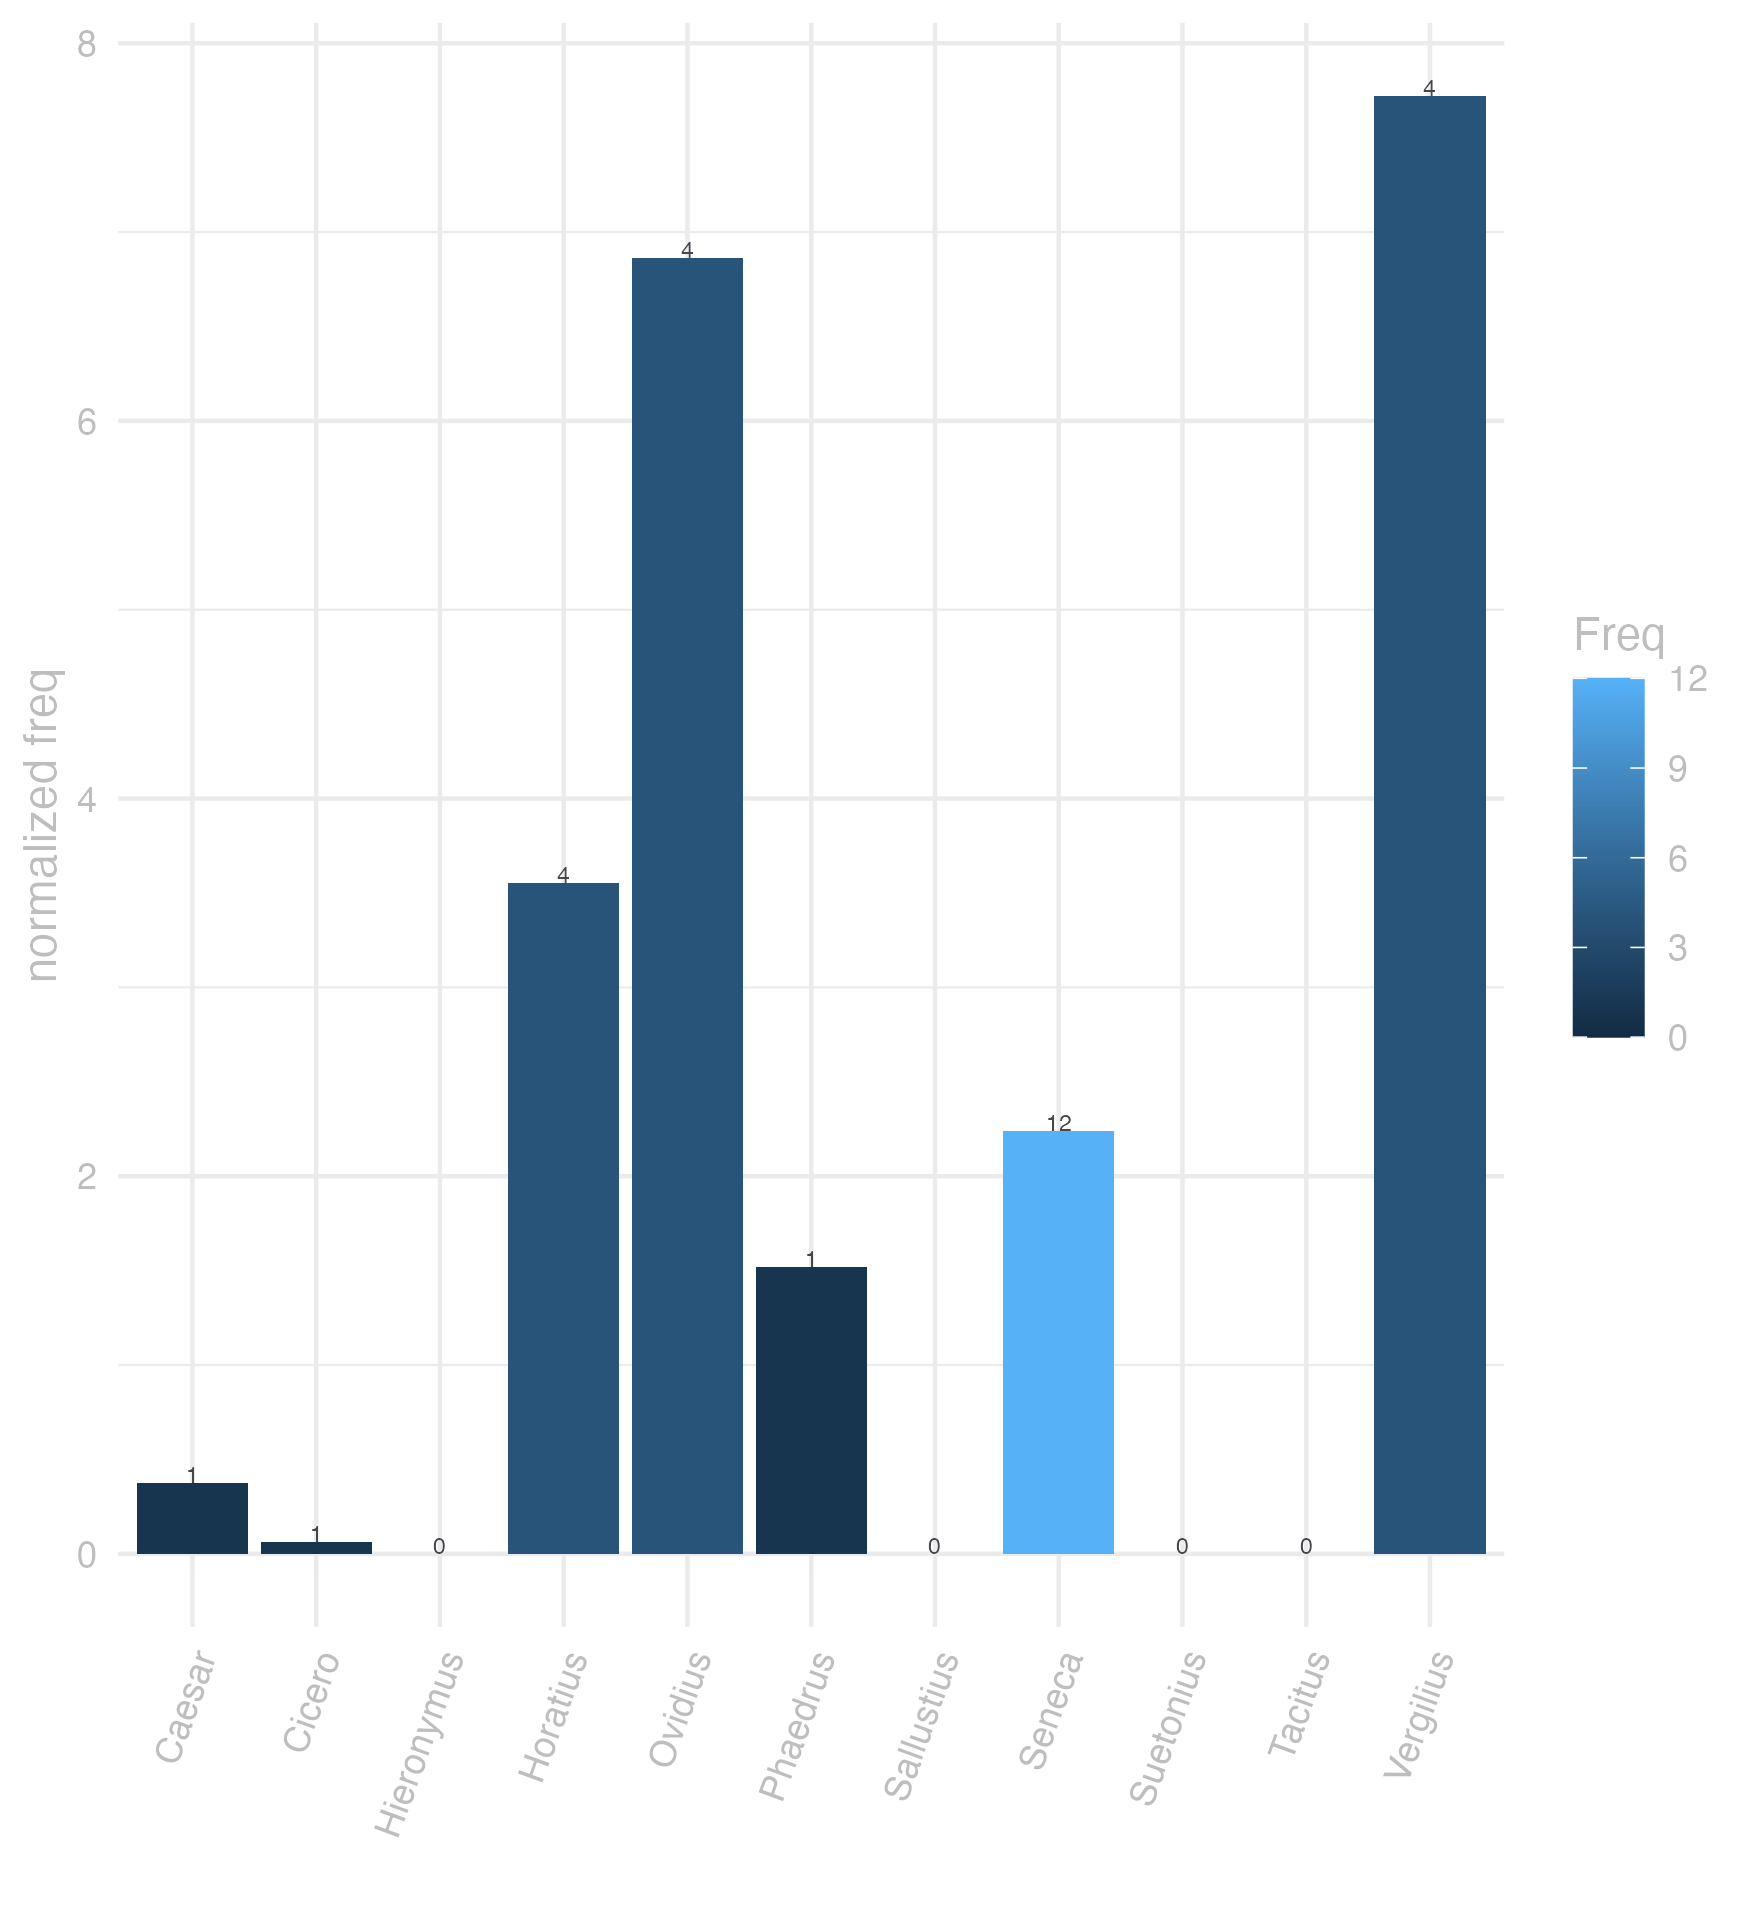 8
6
4
2
0
normalized freq
4
4
4
12
1
1
1
0
0
0
0
Caesar
Cicero
Hieronymus
Horatius
Ovidius
Phaedrus
Sallustius
Seneca
Suetonius
Tacitus
Vergilius
Freq
12
9
6
3
0